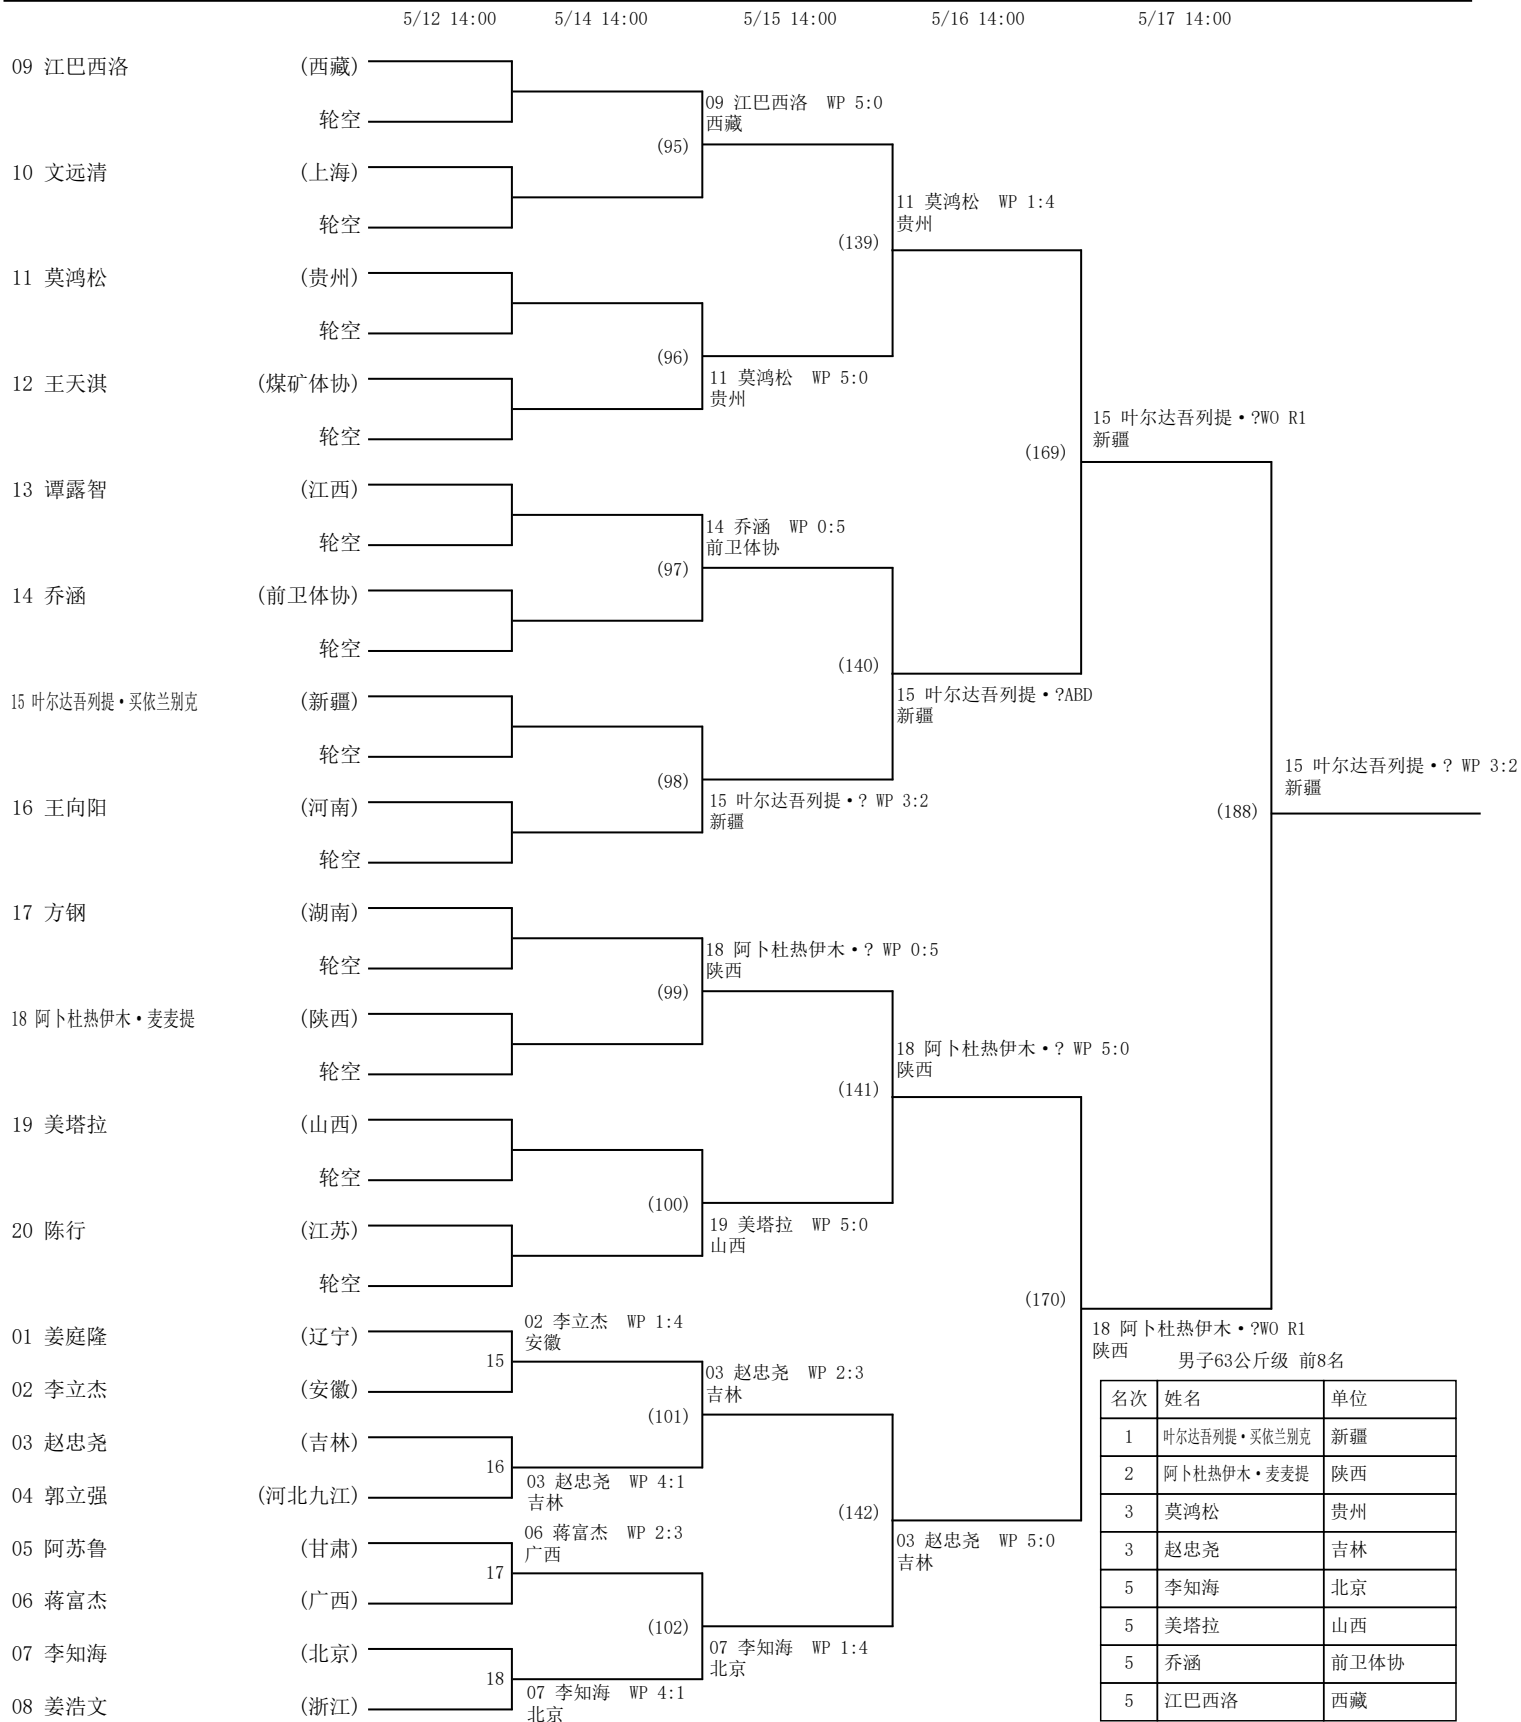 5/12 14:00 5/14 14:00 5/15 14:00 5/16 14:00 5/17 14:00
09 江巴西洛 (西藏)
轮空
09 江巴西洛 WP 5:0
西藏
(95)
10 文远清 (上海)
轮空
11 莫鸿松 WP 1:4
贵州
(139)
11 莫鸿松 (贵州)
轮空
(96)
11 莫鸿松 WP 5:0
贵州
12 王天淇 (煤矿体协)
轮空
15 叶尔达吾列提·?WO R1
新疆
(169)
13 谭露智 (江西)
轮空
14 乔涵 WP 0:5
前卫体协
(97)
14 乔涵 (前卫体协)
轮空
(140)
15 叶尔达吾列提·?ABD
新疆
15 叶尔达吾列提·买依兰别克 (新疆)
轮空
(98)
15 叶尔达吾列提·? WP 3:2
新疆
15 叶尔达吾列提·? WP 3:2
新疆
(188)
16 王向阳 (河南)
轮空
17 方钢 (湖南)
轮空
18 阿卜杜热伊木·? WP 0:5
陕西
(99)
18 阿卜杜热伊木·麦麦提 (陕西)
轮空
18 阿卜杜热伊木·? WP 5:0
陕西
(141)
19 美塔拉 (山西)
轮空
(100)
19 美塔拉 WP 5:0
山西
20 陈行 (江苏)
轮空
(170)
18 阿卜杜热伊木·?WO R1
陕西
01 姜庭隆 (辽宁)
02 李立杰 WP 1:4
安徽
15
02 李立杰 (安徽)
03 赵忠尧 WP 2:3
吉林
(101)
03 赵忠尧 (吉林)
16
03 赵忠尧 WP 4:1
吉林
04 郭立强 (河北九江)
(142)
03 赵忠尧 WP 5:0
吉林
05 阿苏鲁 (甘肃)
06 蒋富杰 WP 2:3
广西
17
06 蒋富杰 (广西)
(102)
07 李知海 WP 1:4
北京
07 李知海 (北京)
18
07 李知海 WP 4:1
北京
08 姜浩文 (浙江)
男子63公斤级 前8名
名次 姓名 单位
1 叶尔达吾列提·买依兰别克 新疆
2 阿卜杜热伊木·麦麦提 陕西
3 莫鸿松 贵州
3 赵忠尧 吉林
5 李知海 北京
5 美塔拉 山西
5 乔涵 前卫体协
5 江巴西洛 西藏